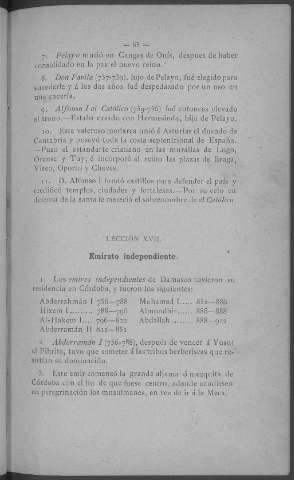 — 63 —
7. Pelayo murió en Cangas de Onís, después de haber
consolidado en la paz el nuevo reino.
8. Don Favila (737-739), hijo de Pelayo, fué elegido para
sucederle y á los dos años fué despedazado por un oso en
una cacería.
9. Alfonso I el Católico (739-756) fué entonces elevado
al trono.—Estaba casado con Hermesinda, hija de Pelayo.
10. Este valeroso monarca unió á Asturias el ducado de
Cantabria y poseyó toda la costa septentrional de España.
—Puso el estandarte cristiano en las murallas de Lugo,
Orense y Tuy; é incorporó al reino las plazas de Braga,
Viseo, Oporto y Chaves.
11. D. Alfonso I fundó castillos para defender el país y
reedificó templos, ciudades y fortalezas.—Por su celo en
defensa de la santa fe mereció el sobrenombre de el Católico.
LECCIÓN XVII.
Emirato independiente.
1. Los emires independientes de Damasco tuvieron su
residencia en Córdoba, y fueron los siguientes:
Abderrahmán I 756—788 Mohamad I.... 852—886
Hixem I........ 788—796 Almondhir...... 886—888
Al-Hakem I.... 796—822 Abdallah....... 888—912
Abderramán II 822—852
2. Abderramán I (756-788), después de vencer á Yusuf
el Fihrita, tuvo que someter á las tribus berberiscas que re-
sistían su dominación.
3. Este emir comenzó la grande aljama ó mezquita de
Córdoba con el fin de que fuese centro, adonde acudiesen
en peregrinación los musulmanes, en vez de ir á la Meca.